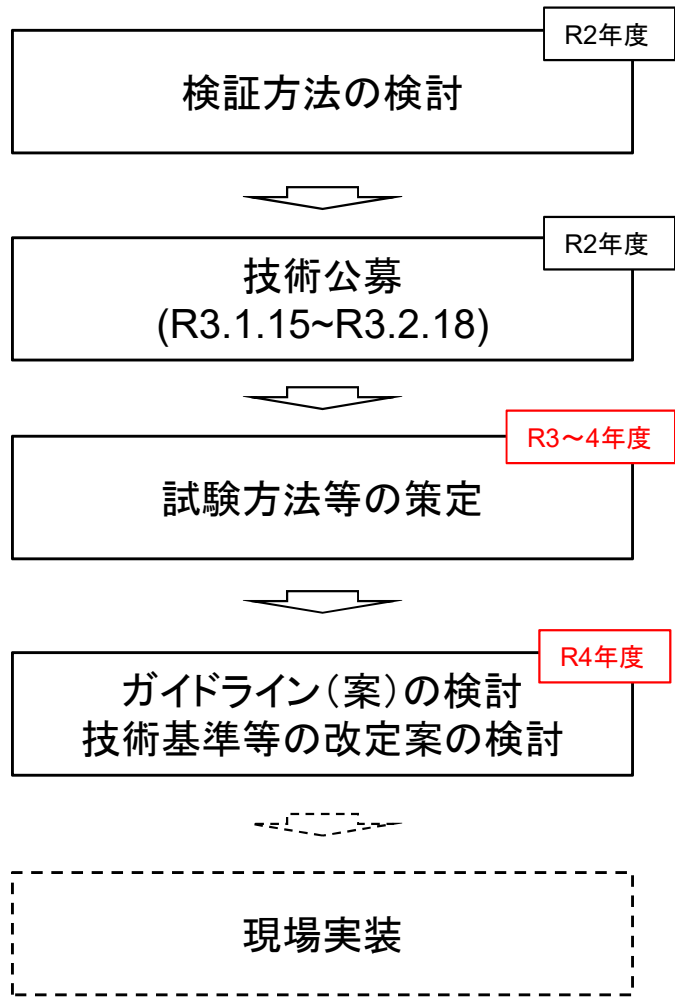 R2年度
検証方法の検討
R2年度
技術公募
(R3.1.15~R3.2.18)
R3～4年度
試験方法等の策定
R4年度
ガイドライン（案）の検討
技術基準等の改定案の検討
現場実装